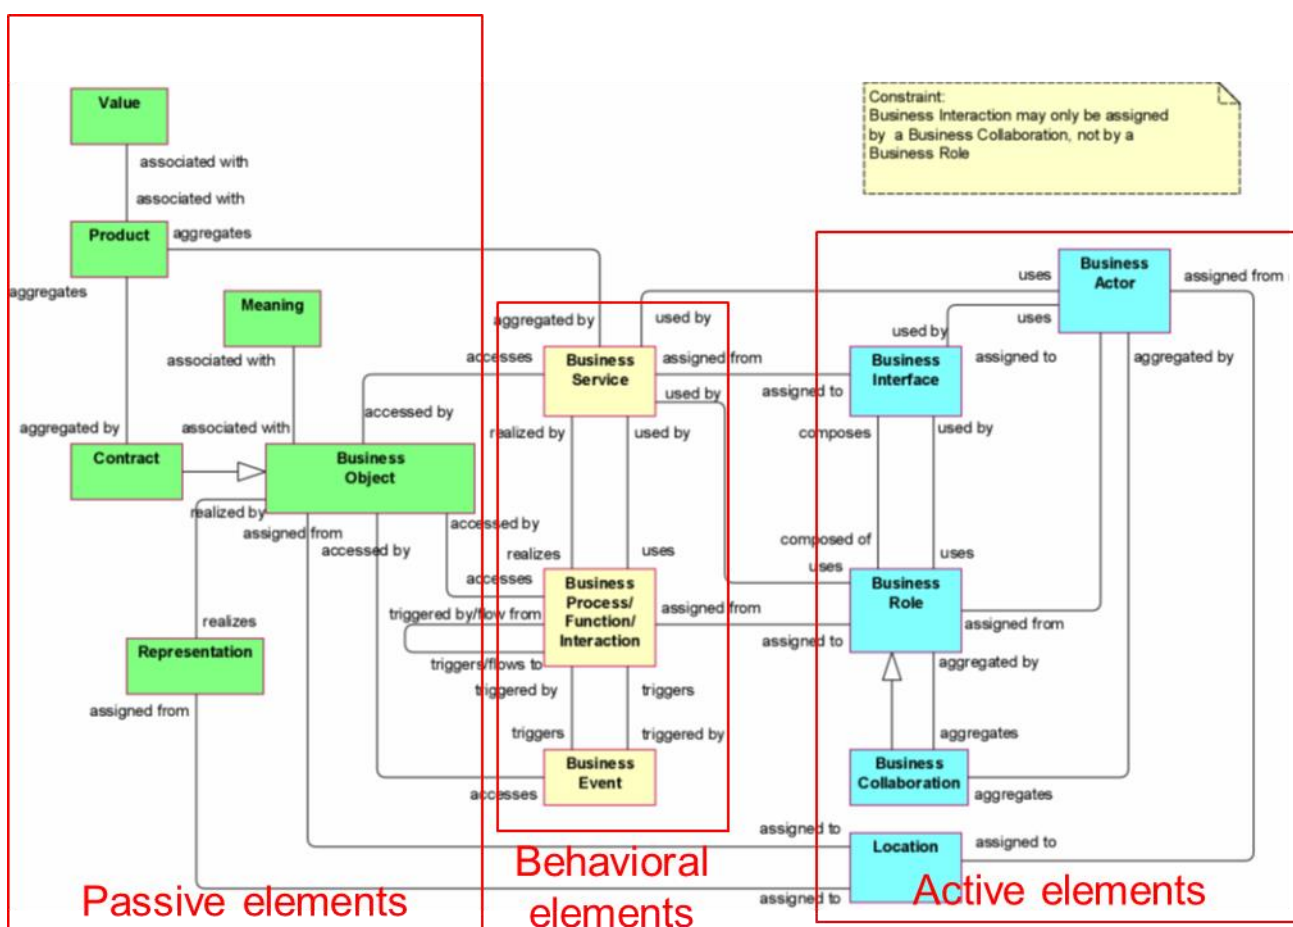 Constraint:
Business Interaction may only be assigned
by a Business Collaboration, not by a
Business Role
Value
associated with
associated with
Product
aggregates
aggregates
Meaning
associated with
aggregated by
associated with
Contract
Business
Object
realized by
assigned from
accessed by
accessed by
accessed by
realizes
Representation
assigned from
Passive elements
aggregated by
used by
accesses
Business
Service
assigned from
used by
realized by
used by
realizes
uses
accesses
Business
Process/
Function/
Interaction
triggered by/flow from
triggers/flows to
assigned from
triggered by
triggers
triggers
triggered by
Business
Event
accesses
Behavioral
elements
Business
Actor
uses
assigned from
used by
uses
assigned to
aggregated by
Business
Interface
assigned to
composes
used by
composed of
uses
uses
Business
Role
assigned from
assigned to
aggregated by
aggregates
Business
Collaboration
aggregates
assigned to
Location
assigned to
assigned to
Active elements